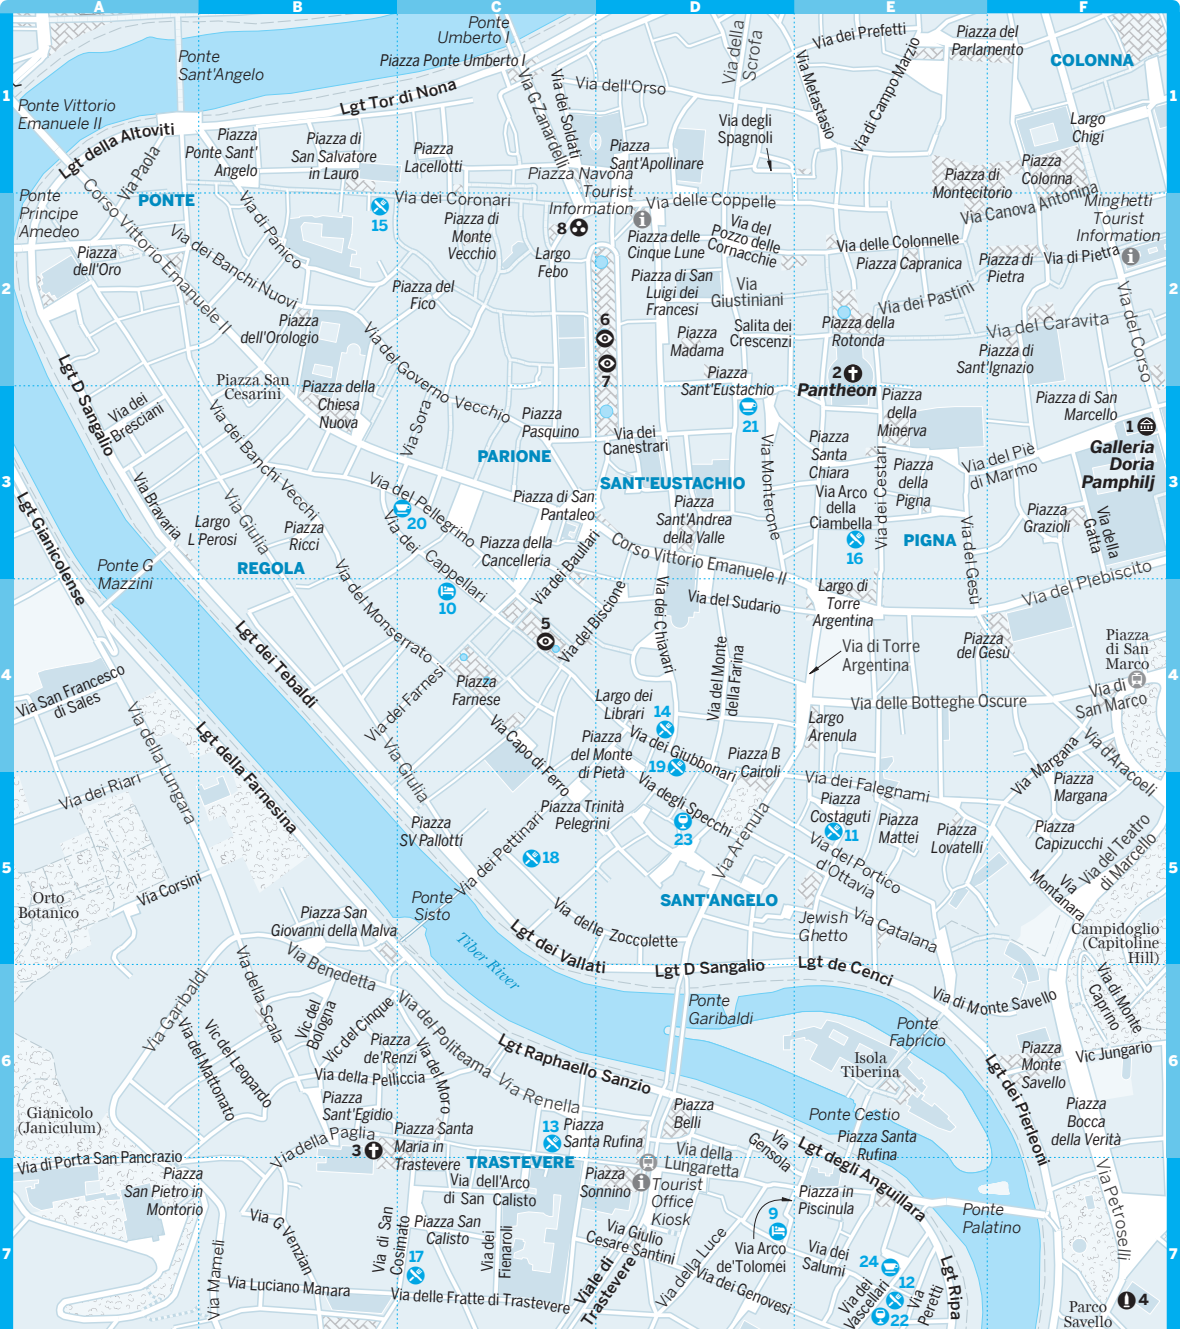 A
B
C
D
E
F
1
2
3
4
5
6
7
1
2
3
4
5
6
7
Ponte
Umberto I
Piazza Ponte Umberto I
Ponte
Sant'Angelo
Ponte Vittorio
Emanuele II
Lgt della Altoviti
Lgt Tor di Nona
Via G Zanardelli
Via dei Soldati
Via dell'Orso
Via della
Scrofa
Via dei Prefetti
Via Metastasio
Via di Campo Marzio
Piazza del
Parlamento
COLONNA
Largo
Chigi
Via degli
Spagnoli
Piazza
Ponte Sant'
Angelo
Piazza di
San Salvatore
in Lauro
Piazza
Lacellotti
Piazza
Sant'Apollinare
Piazza Navona
Tourist
Information
Piazza di
Montecitorio
Piazza
Colonna
Via Canova Antonina
Minghetti
Tourist
Information
Via Paola
PONTE
Ponte
Principe
Amedeo
Corso Vittorio Emanuele II
Via di Panico
15
Via dei Coronari
Piazza di
Monte
Vecchio
8
Largo
Febo
Via delle Coppelle
Piazza delle
Cinque Lune
Via del
Pozzo delle
Cornacchie
Via delle Colonnelle
Piazza Capranica
Piazza di
Pietra
Via di Pietra
Piazza
dell'Oro
Via dei Banchi Nuovi
Piazza
dell'Orologio
Piazza del
Fico
Piazza di San
Luigi dei
Francesi
Via
Giustiniani
Via dei Pastini
Via del Caravita
Via del Corso
6
7
Piazza
Madama
Salita dei
Crescenzi
Piazza della
Rotonda
Piazza di
Sant'Ignazio
Via del Governo Vecchio
Lgt D Sangallo
Piazza San
Cesarini
Piazza della
Chiesa
Nuova
Piazza
Sant'Eustachio
2
Pantheon
Piazza
della
Minerva
Piazza di San
Marcello
1
Galleria
Doria
Pamphilj
21
Via dei
Bresciani
Via dei Banchi Vecchi
Via Sora
Piazza
Pasquino
PARIONE
Via dei
Canestrari
Via Monterone
Piazza
Santa
Chiara
Via dei Cestari
Piazza
della
Pigna
Via del Piè
di Marmo
Via Bravaria
Via Giulia
Via del Pellegrino
20
SANT'EUSTACHIO
Piazza di San
Pantaleo
Piazza
Sant'Andrea
della Valle
Via Arco
della
Ciambella
16
PIGNA
Via del Gesù
Piazza
Grazioli
Via della
Gatta
Lgt Gianicolense
Largo
L Perosi
Piazza
Ricci
Via dei Cappellari
Piazza della
Cancelleria
Via dei Baullari
Corso Vittorio Emanuele II
REGOLA
Ponte G
Mazzini
10
Via del Monserrato
Via del Biscione
5
Via dei Chiavari
Via del Sudario
Largo di
Torre
Argentina
Via del Plebiscito
Piazza
del Gesù
Piazza
di San
Marco
Via di
San Marco
Lgt dei Tebaldi
Via del Monte
della Farina
Via di Torre
Argentina
Via delle Botteghe Oscure
Via San Francesco
di Sales
Piazza
Farnese
Via dei Farnesi
Largo dei
Librari
14
Largo
Arenula
Via della Lungara
Lgt della Farnesina
Via Giulia
Via Capo di Ferro
Piazza
del Monte
di Pietà
Via dei Giubbonari
19
Piazza B
Cairoli
Via Margana
Via d'Aracoeli
Via dei Riari
Via degli Specchi
Via dei Falegnami
Piazza
Margana
Piazza
SV Pallotti
Piazza Trinità
Pelegrini
23
Via Arenula
Piazza
Costaguti
11
Piazza
Mattei
Piazza
Lovatelli
Piazza
Capizucchi
Via del Teatro
di Marcello
Via dei Pettinari
18
Via del Portico
d'Ottavia
Via
Montanara
Orto
Botanico
Via Corsini
Ponte
Sisto
SANT'ANGELO
Piazza San
Giovanni della Malva
Via delle Zoccolette
Jewish
Ghetto
Via Catalana
Campidoglio
(Capitoline
Hill)
Tiber River
Lgt dei Vallati
Lgt D Sangalio
Lgt de Cenci
Via Benedetta
Via Garibaldi
Via della Scala
Ponte
Garibaldi
Via di Monte Savello
Via di Monte
Caprino
Vic del
Bologna
Vic del Cinque
Via del Politeama
Ponte
Fabricio
Via del Mattonato
Vic del Leopardo
Piazza
de'Renzi
Via del Moro
Lgt Raphaello Sanzio
Isola
Tiberina
Lgt dei Pierleoni
Piazza
Monte
Savello
Vic Jungario
Via della Pelliccia
Via Renella
Gianicolo
(Janiculum)
Piazza
Sant'Egidio
Via della Paglia
3
Piazza Santa
Maria in
Trastevere
13
Piazza
Santa Rufina
Piazza
Belli
Ponte Cestio
Piazza Santa
Rufina
Piazza
Bocca
della Verità
TRASTEVERE
Via della
Lungaretta
Via
Gensola
Lgt degli Anguillara
Via di Porta San Pancrazio
Piazza
San Pietro in
Montorio
Via dell'Arco
di San Calisto
Piazza
Sonnino
Tourist
Office
Kiosk
Piazza in
Piscinula
Ponte
Palatino
Via Petroselli
Via G Venzian
Via di San
Cosimato
Piazza San
Calisto
Via dei
Fienaroli
Via Giulio
Cesare Santini
9
Via Arco
de'Tolomei
Via dei
Salumi
Via Mameli
17
Via Luciano Manara
Via delle Fratte di Trastevere
Viale di
Trastevere
Via della Luce
Via dei Genovesi
24
12
22
Via dei
Vascellari
Via
Peretti
Lgt Ripa
4
Parco
Savello